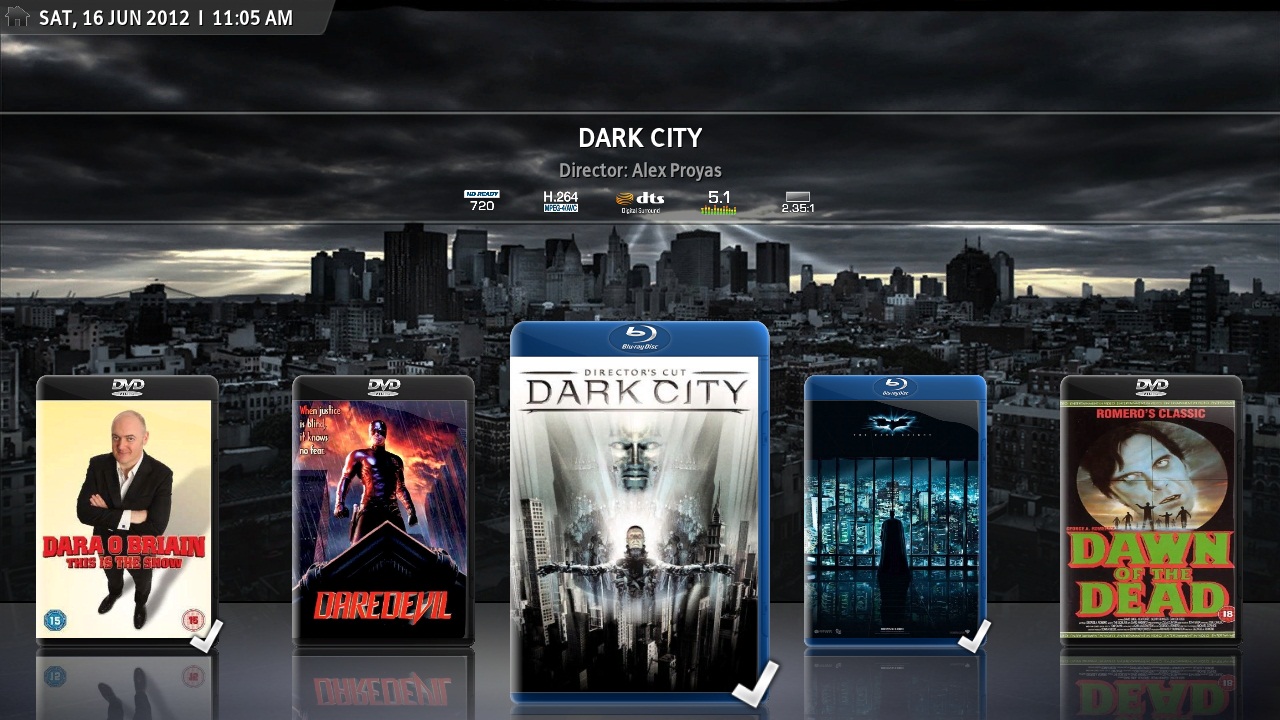 SAT, 16 JUN 2012 I 11:05 AM
DARK CITY
Director: Alex Proyas
HD READY
720
H.264
MPEG-4/AVC
dts
Digital Surround
5.1
2.35:1
Blu-ray Disc
DIRECTOR'S CUT
DARK CITY
DVD
DARA O BRIAIN
THIS IS THE SHOW
15
15
DVD
When justice
is blind,
it knows
no fear.
DAREDEVIL
Blu-ray Disc
THE DARK KNIGHT
DVD
ROMERO'S CLASSIC
DAWN
OF THE
DEAD
18